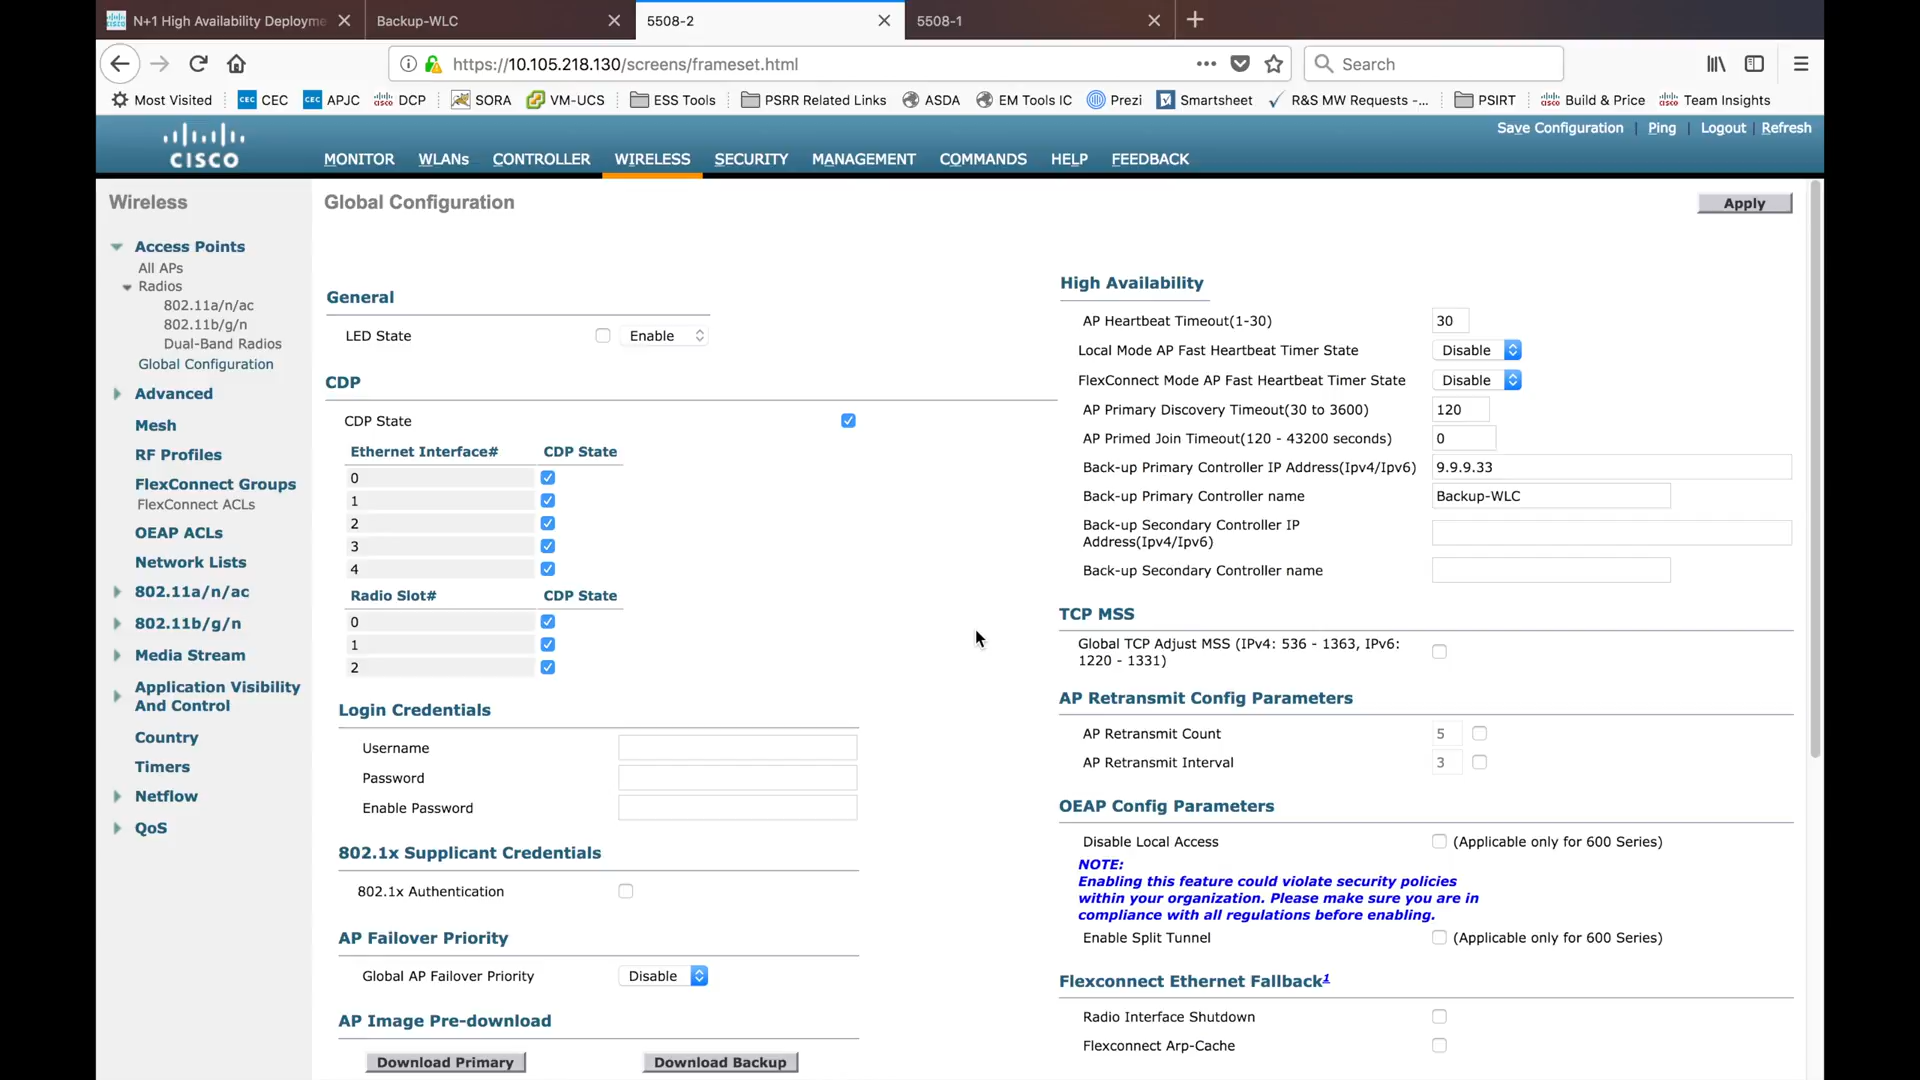 N+1 High Availability Deployme
Backup-WLC
5508-2
5508-1
https://10.105.218.130/screens/frameset.html
Search
Most Visited
CEC CEC
CEC APJC
cisco DCP
SORA
VM-UCS
ESS Tools
PSRR Related Links
ASDA
EM Tools IC
Prezi
Smartsheet
R&S MW Requests -...
PSIRT
cisco Build & Price
cisco Team Insights
Save Configuration | Ping | Logout | Refresh
CISCO
MONITOR WLANs CONTROLLER WIRELESS SECURITY MANAGEMENT COMMANDS HELP FEEDBACK
Wireless
Access Points
All APs
Radios
802.11a/n/ac
802.11b/g/n
Dual-Band Radios
Global Configuration
Advanced
Mesh
RF Profiles
FlexConnect Groups
FlexConnect ACLs
OEAP ACLs
Network Lists
802.11a/n/ac
802.11b/g/n
Media Stream
Application Visibility
And Control
Country
Timers
Netflow
QoS
Global Configuration
Apply
General
LED State Enable
CDP
CDP State
Ethernet Interface# CDP State
0
1
2
3
4
Radio Slot# CDP State
0
1
2
Login Credentials
Username
Password
Enable Password
802.1x Supplicant Credentials
802.1x Authentication
AP Failover Priority
Global AP Failover Priority Disable
AP Image Pre-download
Download Primary Download Backup
High Availability
AP Heartbeat Timeout(1-30) 30
Local Mode AP Fast Heartbeat Timer State Disable
FlexConnect Mode AP Fast Heartbeat Timer State Disable
AP Primary Discovery Timeout(30 to 3600) 120
AP Primed Join Timeout(120 - 43200 seconds) 0
Back-up Primary Controller IP Address(Ipv4/Ipv6) 9.9.9.33
Back-up Primary Controller name Backup-WLC
Back-up Secondary Controller IP
Address(Ipv4/Ipv6)
Back-up Secondary Controller name
TCP MSS
Global TCP Adjust MSS (IPv4: 536 - 1363, IPv6:
1220 - 1331)
AP Retransmit Config Parameters
AP Retransmit Count 5
AP Retransmit Interval 3
OEAP Config Parameters
Disable Local Access (Applicable only for 600 Series)
NOTE:
Enabling this feature could violate security policies
within your organization. Please make sure you are in
compliance with all regulations before enabling.
Enable Split Tunnel (Applicable only for 600 Series)
Flexconnect Ethernet Fallback1
Radio Interface Shutdown
Flexconnect Arp-Cache